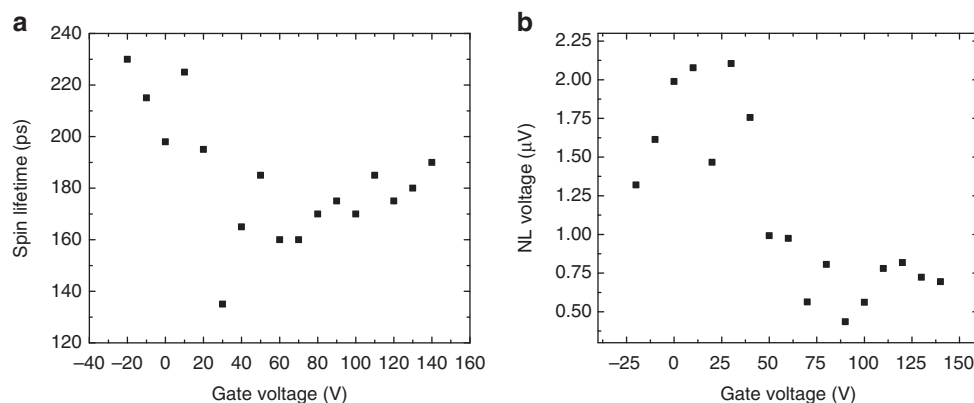 a
240
220
200
180
160
140
120
–40 –20 0 20 40 60 80 100 120 140 160
Spin lifetime (ps)
Gate voltage (V)
b
2.25
2.00
1.75
1.50
1.25
1.00
0.75
0.50
–25 0 25 50 75 100 125 150
NL voltage (µV)
Gate voltage (V)